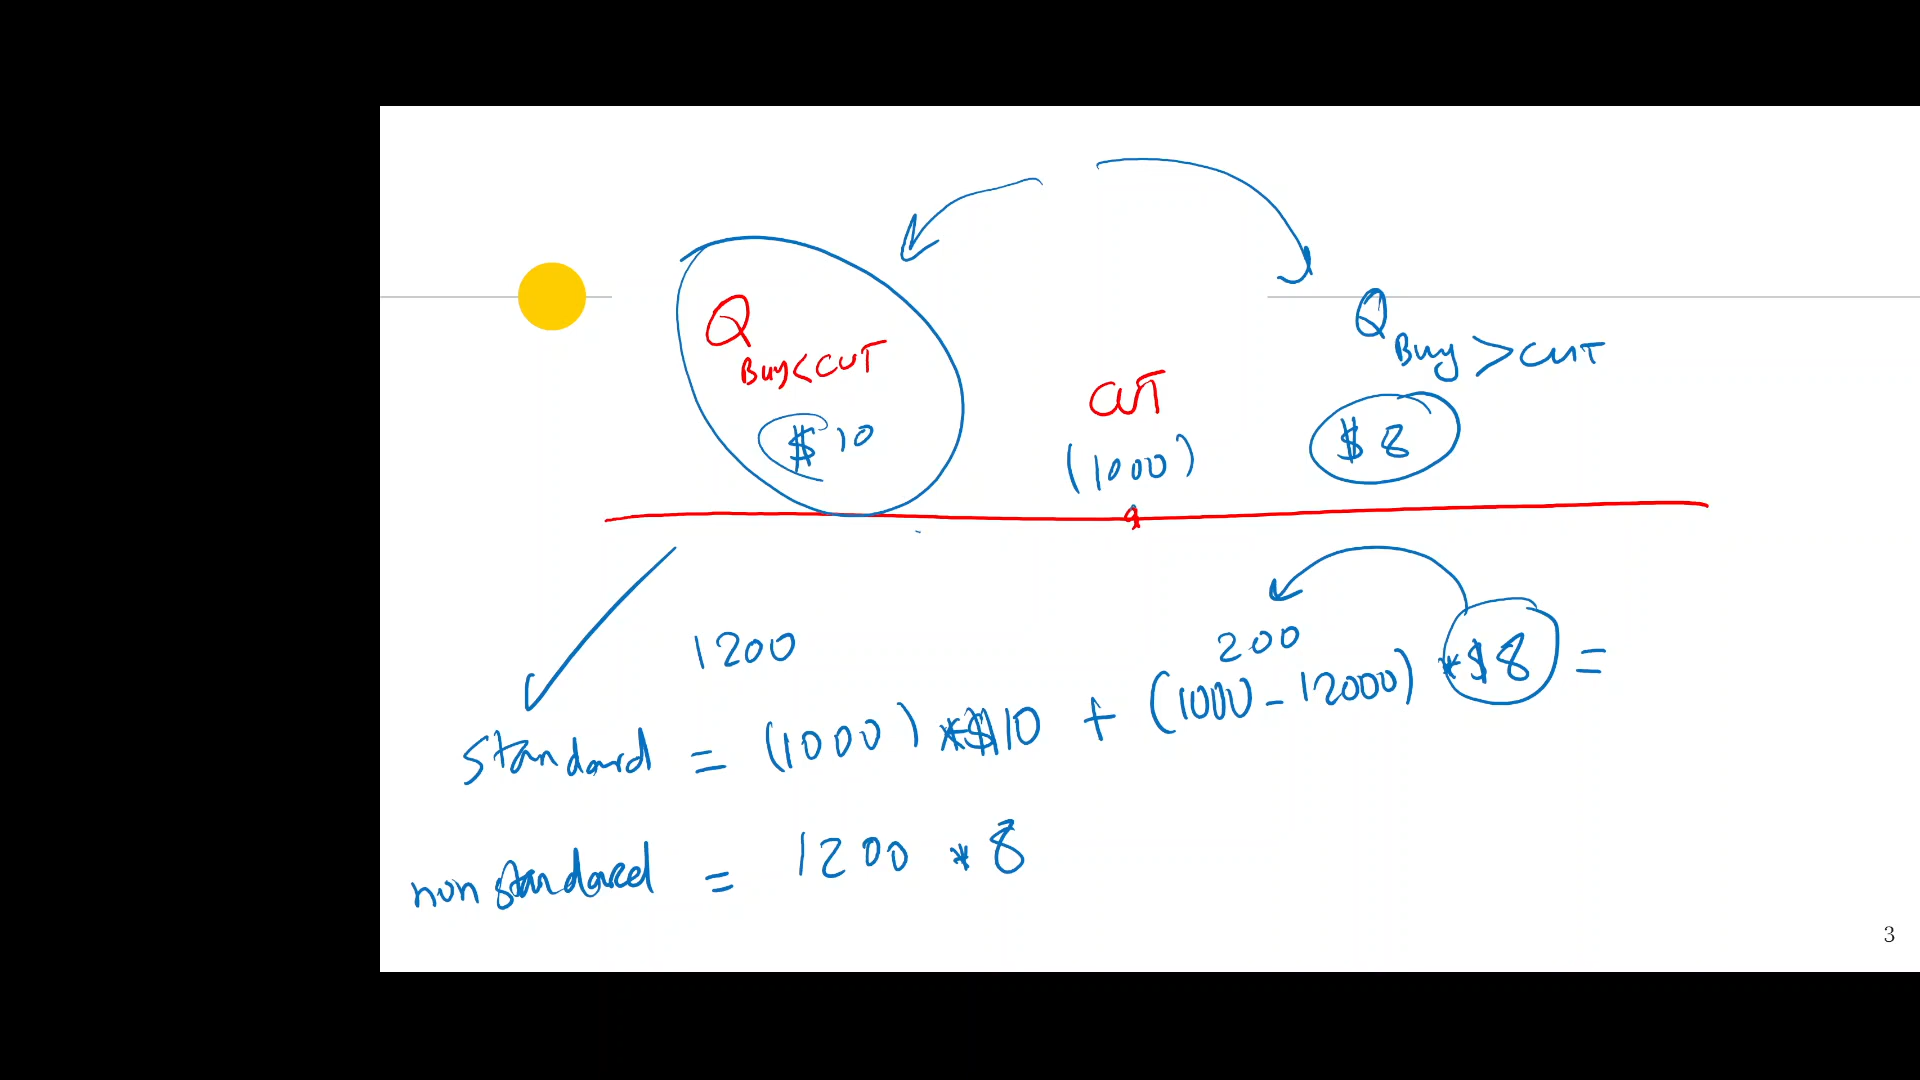 Q Buy<CUT
$ 10
CUT
(1000)
Q Buy > CUT
$ 8
1200
200
Standard = (1000) *$10 + (1000 - 12000) *$8 =
non standared = 1200 * 8
3